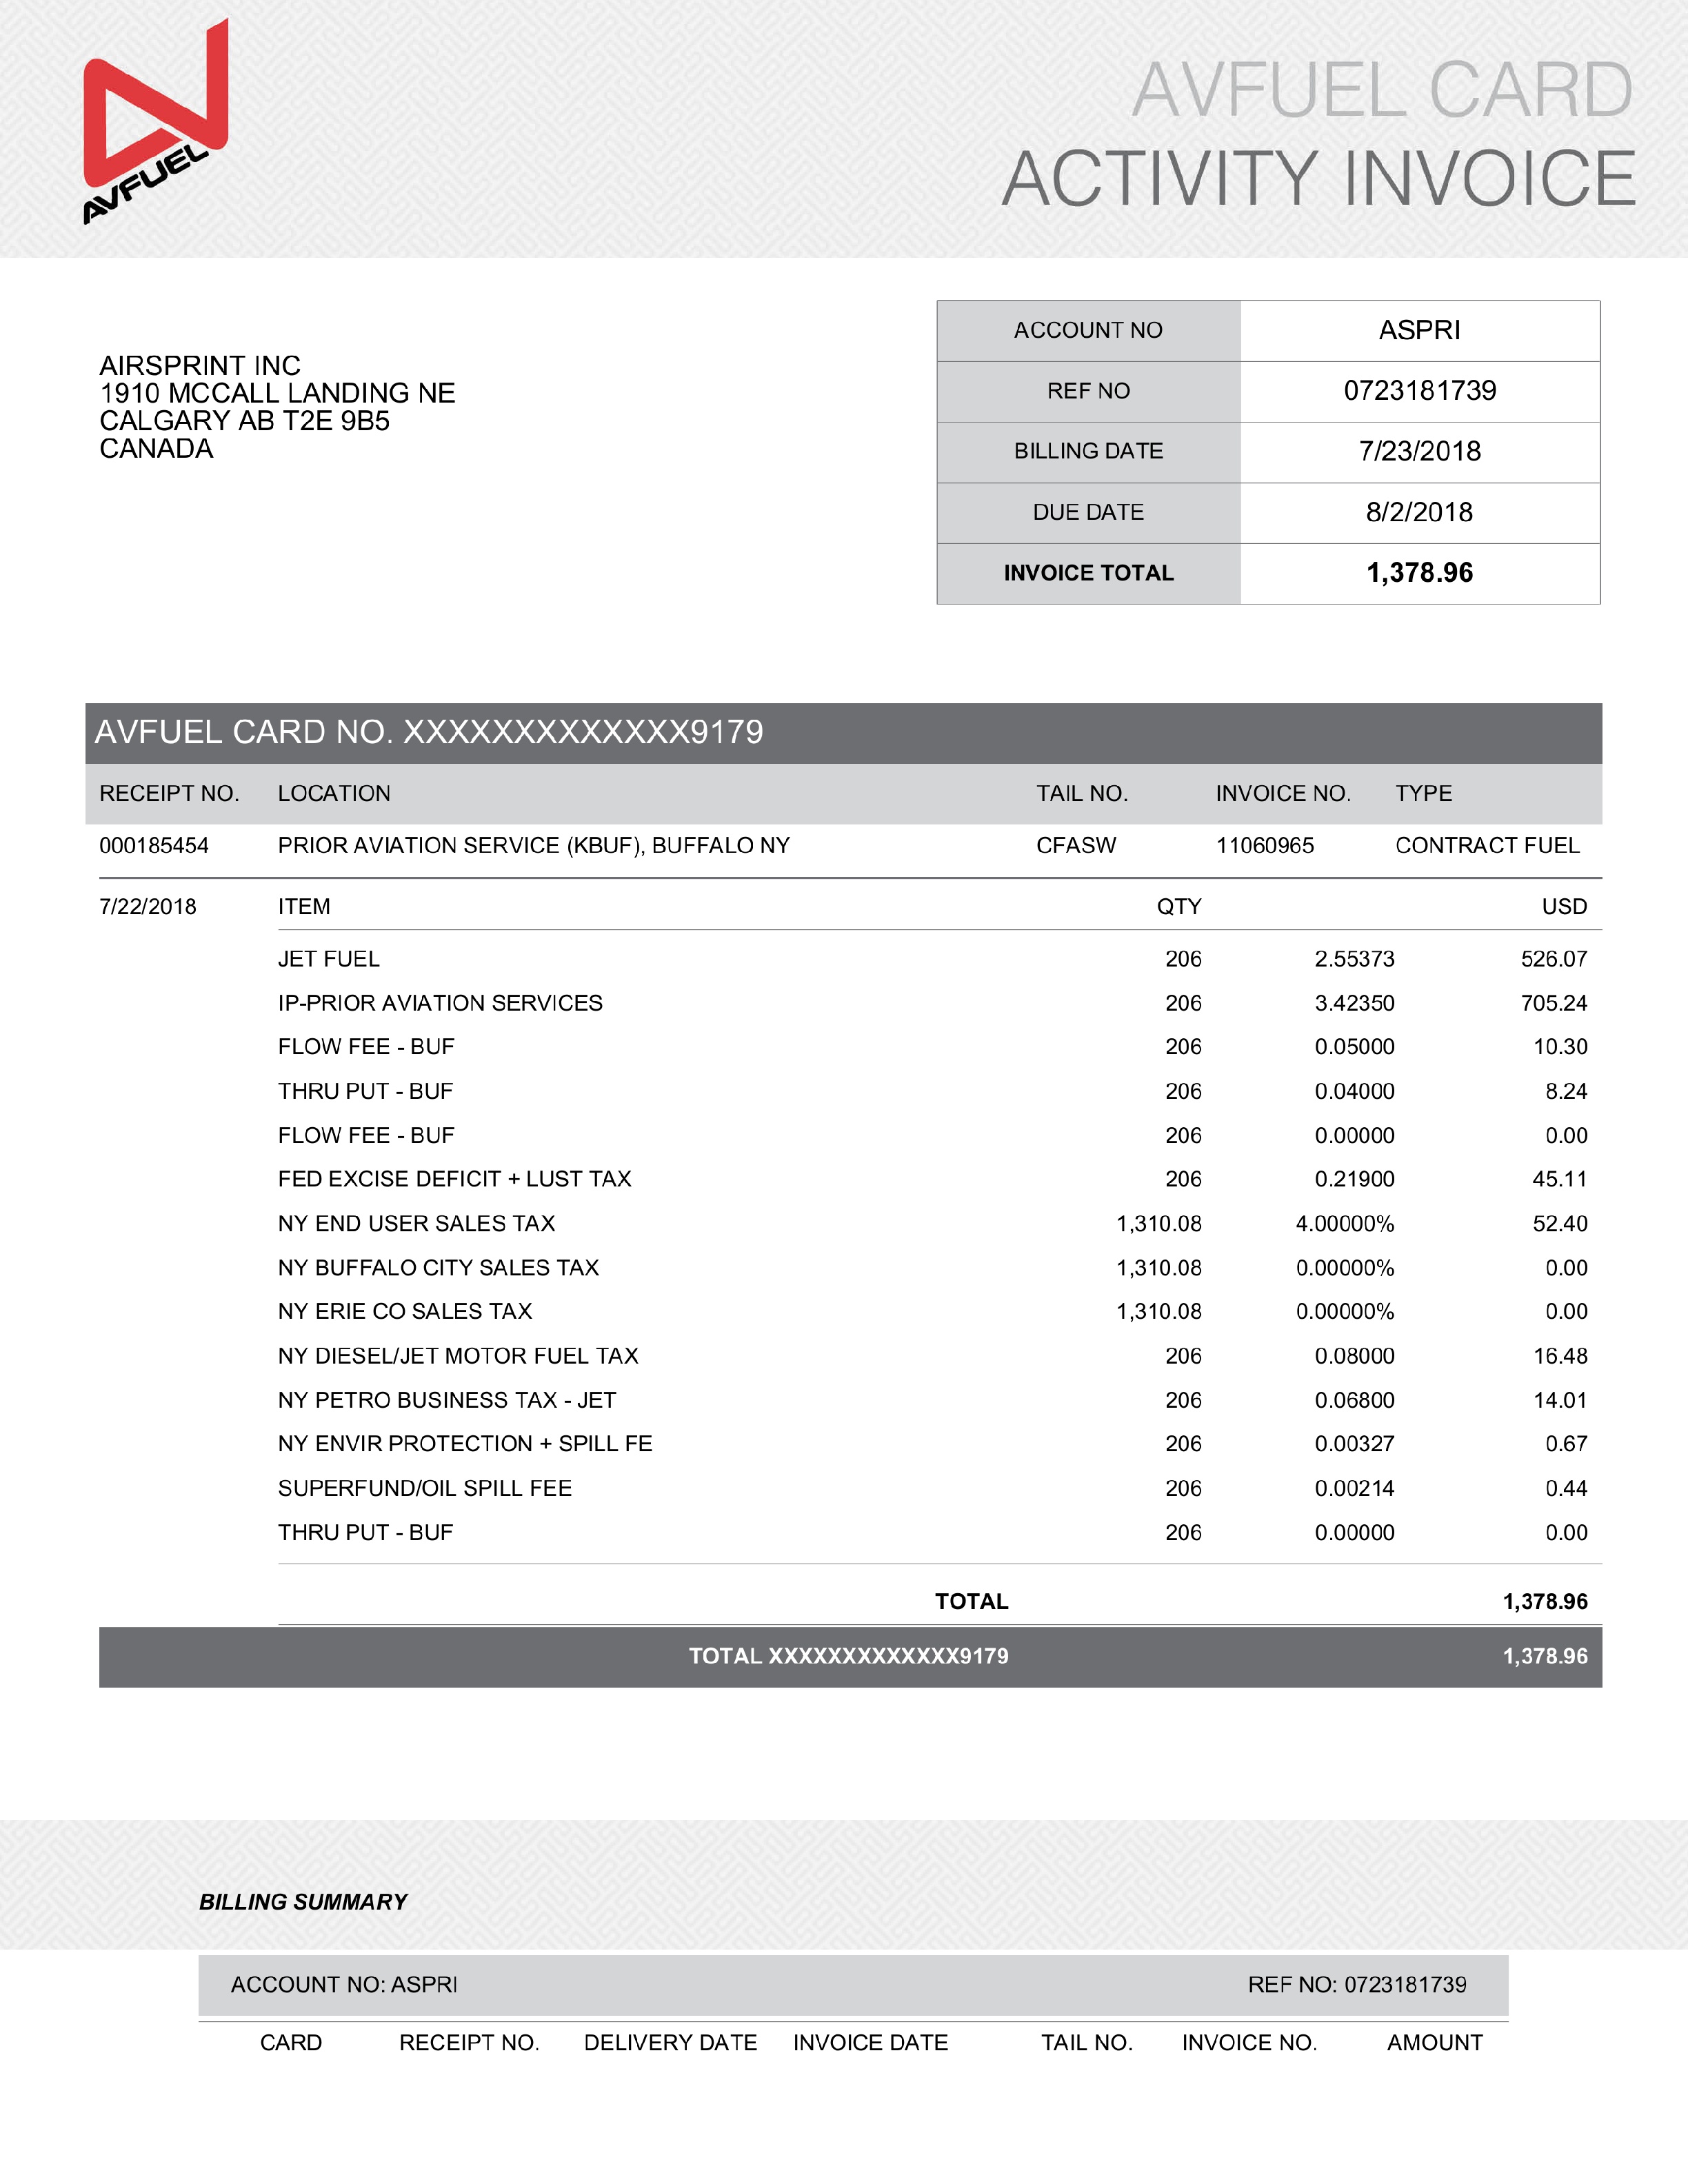 AVFUEL
AVFUEL CARD
ACTIVITY INVOICE
AIRSPRINT INC
1910 MCCALL LANDING NE
CALGARY AB T2E 9B5
CANADA
ACCOUNT NO ASPRI
REF NO 0723181739
BILLING DATE 7/23/2018
DUE DATE 8/2/2018
INVOICE TOTAL 1,378.96
AVFUEL CARD NO. XXXXXXXXXXXXX9179
RECEIPT NO. LOCATION TAIL NO. INVOICE NO. TYPE
000185454 PRIOR AVIATION SERVICE (KBUF), BUFFALO NY CFASW 11060965 CONTRACT FUEL
7/22/2018 ITEM QTY USD
JET FUEL 206 2.55373 526.07
IP-PRIOR AVIATION SERVICES 206 3.42350 705.24
FLOW FEE - BUF 206 0.05000 10.30
THRU PUT - BUF 206 0.04000 8.24
FLOW FEE - BUF 206 0.00000 0.00
FED EXCISE DEFICIT + LUST TAX 206 0.21900 45.11
NY END USER SALES TAX 1,310.08 4.00000% 52.40
NY BUFFALO CITY SALES TAX 1,310.08 0.00000% 0.00
NY ERIE CO SALES TAX 1,310.08 0.00000% 0.00
NY DIESEL/JET MOTOR FUEL TAX 206 0.08000 16.48
NY PETRO BUSINESS TAX - JET 206 0.06800 14.01
NY ENVIR PROTECTION + SPILL FE 206 0.00327 0.67
SUPERFUND/OIL SPILL FEE 206 0.00214 0.44
THRU PUT - BUF 206 0.00000 0.00
TOTAL 1,378.96
TOTAL XXXXXXXXXXXXX9179 1,378.96
BILLING SUMMARY
ACCOUNT NO: ASPRI REF NO: 0723181739
CARD RECEIPT NO. DELIVERY DATE INVOICE DATE TAIL NO. INVOICE NO. AMOUNT